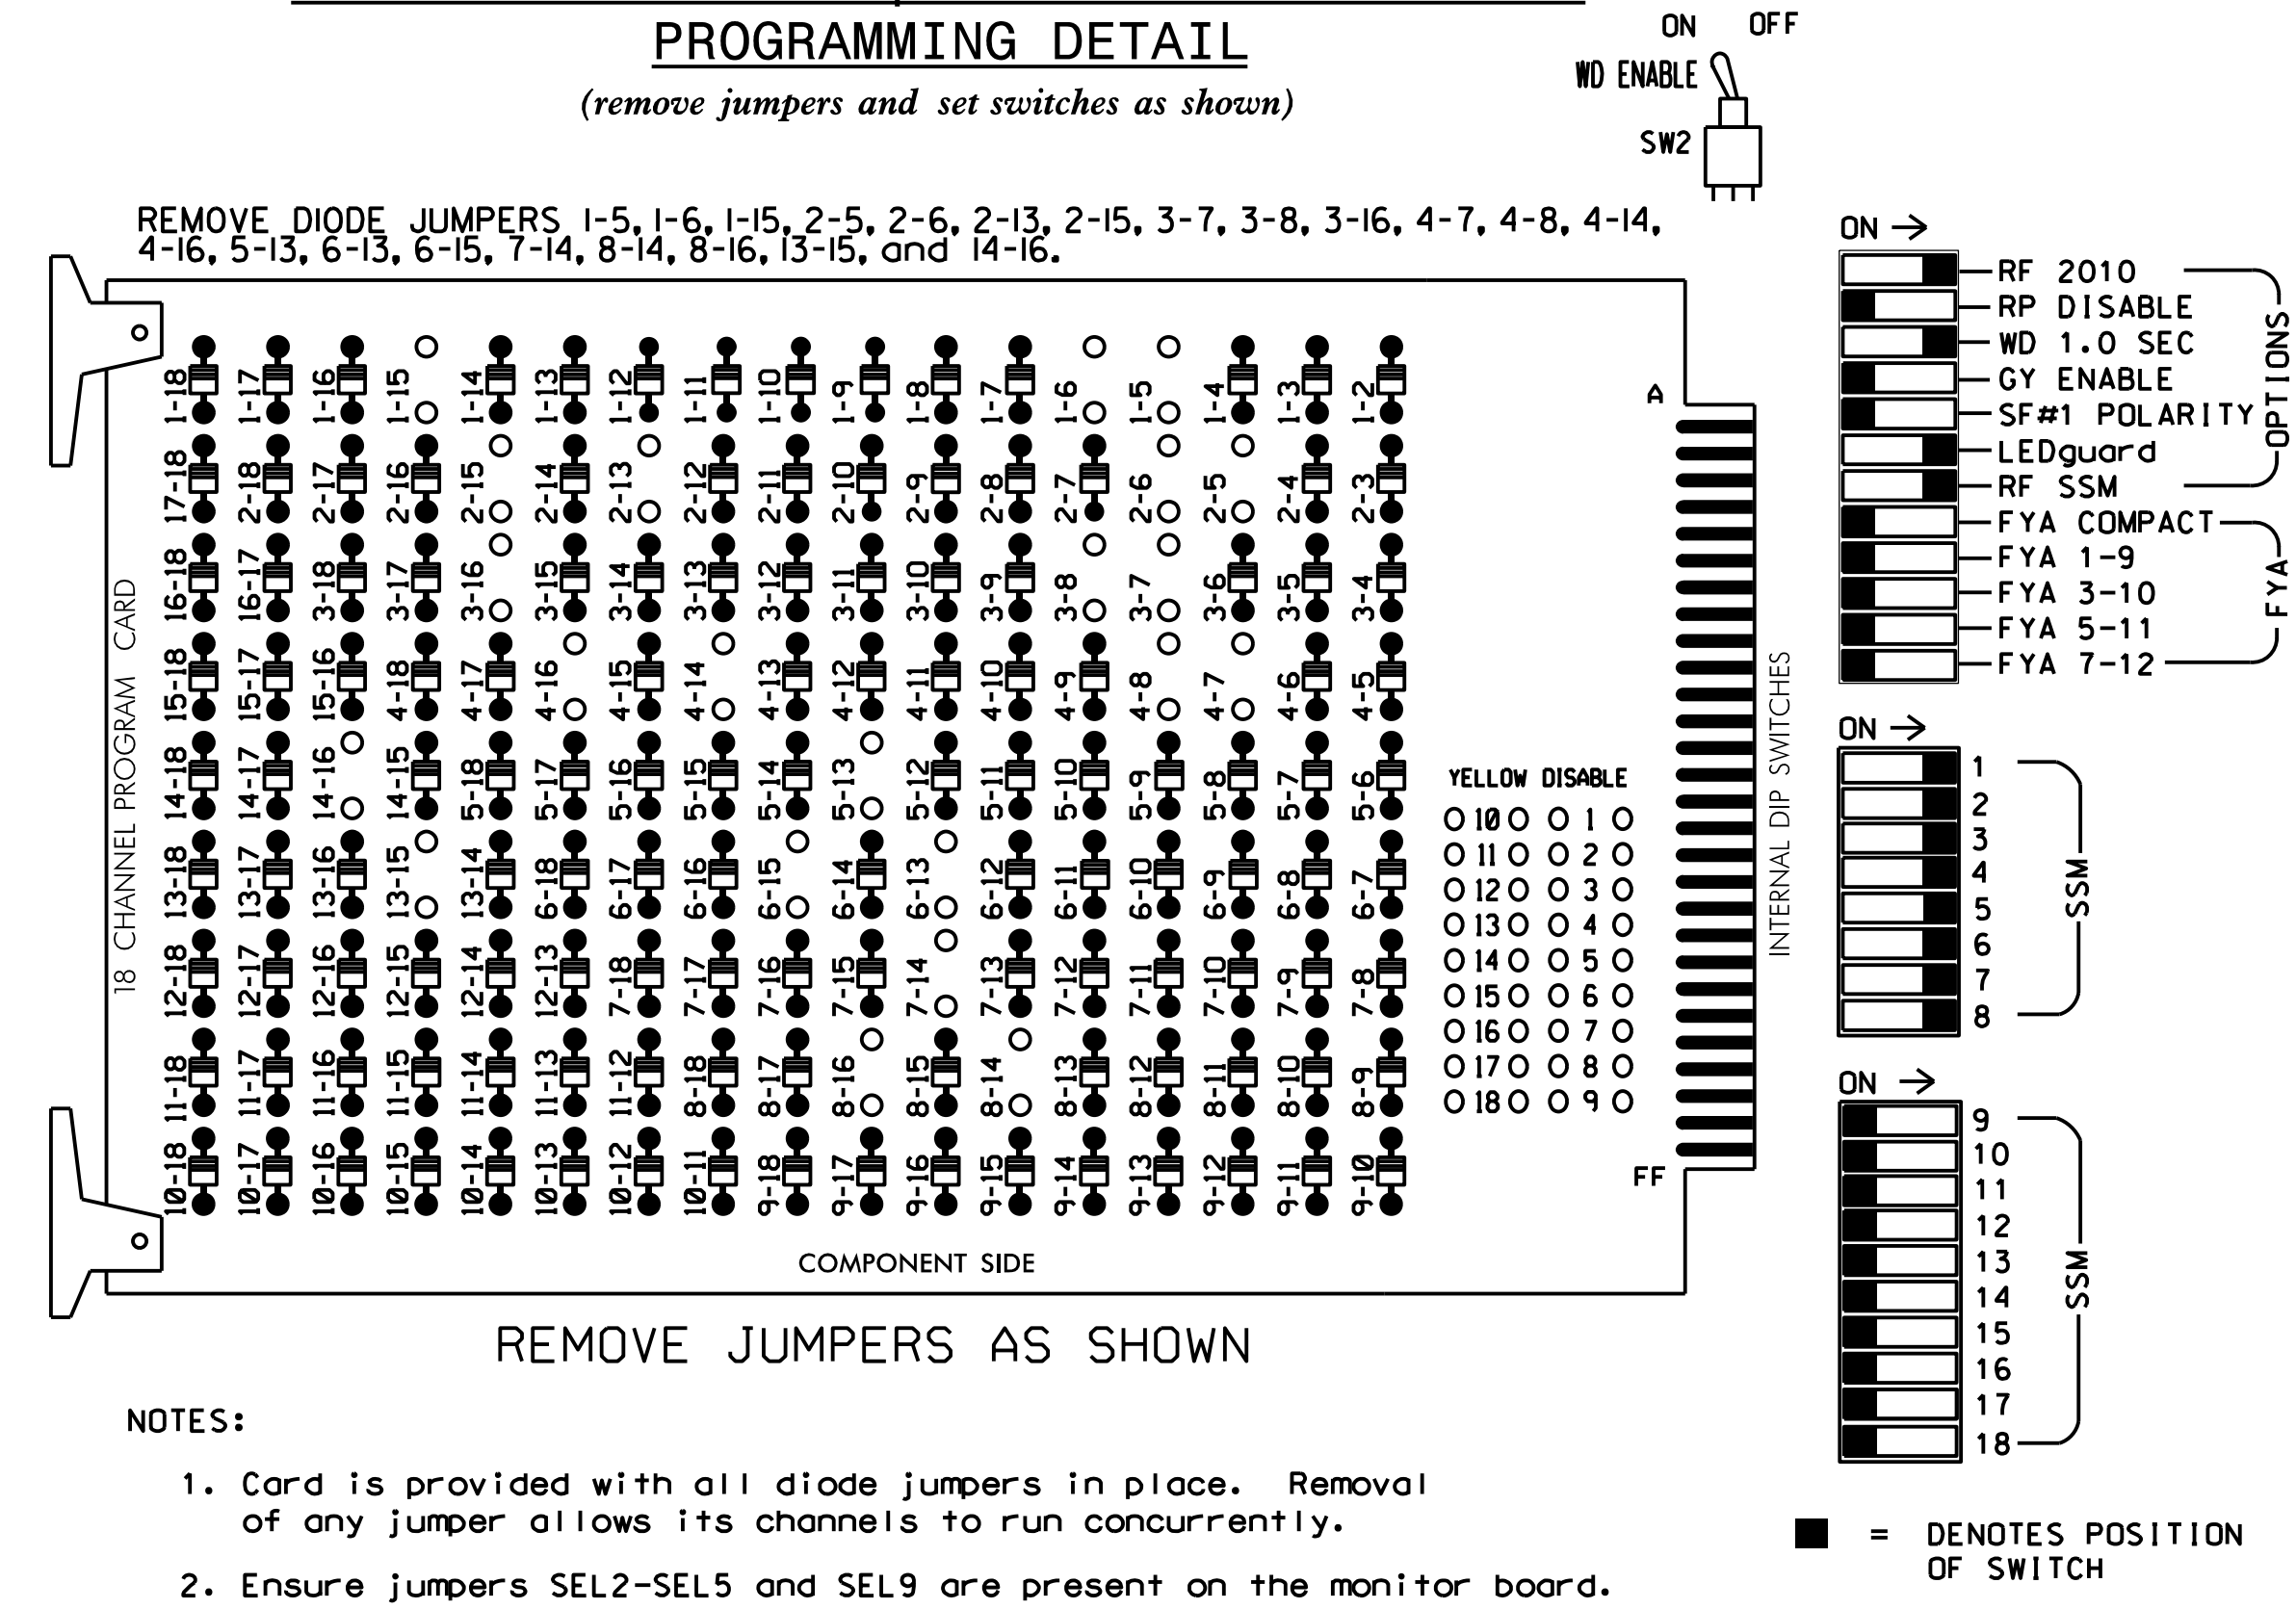 PROGRAMMING DETAIL
(remove jumpers and set switches as shown)
ON OFF
WD ENABLE
SW2
REMOVE DIODE JUMPERS 1-5, 1-6, 1-15, 2-5, 2-6, 2-13, 2-15, 3-7, 3-8, 3-16, 4-7, 4-8, 4-14,
4-16, 5-13, 6-13, 6-15, 7-14, 8-14, 8-16, 13-15, and 14-16.
18 CHANNEL PROGRAM CARD
1-18 1-17 1-16 1-15 1-14 1-13 1-12 1-11 1-10 1-9 1-8 1-7 1-6 1-5 1-4 1-3 1-2
17-18 2-18 2-17 2-16 2-15 2-14 2-13 2-12 2-11 2-10 2-9 2-8 2-7 2-6 2-5 2-4 2-3
16-18 16-17 3-18 3-17 3-16 3-15 3-14 3-13 3-12 3-11 3-10 3-9 3-8 3-7 3-6 3-5 3-4
15-18 15-17 15-16 4-18 4-17 4-16 4-15 4-14 4-13 4-12 4-11 4-10 4-9 4-8 4-7 4-6 4-5
14-18 14-17 14-16 14-15 5-18 5-17 5-16 5-15 5-14 5-13 5-12 5-11 5-10 5-9 5-8 5-7 5-6
13-18 13-17 13-16 13-15 13-14 6-18 6-17 6-16 6-15 6-14 6-13 6-12 6-11 6-10 6-9 6-8 6-7
12-18 12-17 12-16 12-15 12-14 12-13 7-18 7-17 7-16 7-15 7-14 7-13 7-12 7-11 7-10 7-9 7-8
11-18 11-17 11-16 11-15 11-14 11-13 11-12 8-18 8-17 8-16 8-15 8-14 8-13 8-12 8-11 8-10 8-9
10-18 10-17 10-16 10-15 10-14 10-13 10-12 10-11 9-18 9-17 9-16 9-15 9-14 9-13 9-12 9-11 9-10
A
FF
YELLOW DISABLE
10 1
11 2
12 3
13 4
14 5
15 6
16 7
17 8
18 9
COMPONENT SIDE
INTERNAL DIP SWITCHES
ON
RF 2010
RP DISABLE
WD 1.0 SEC
GY ENABLE
SF#1 POLARITY
LEDguard
RF SSM
OPTIONS
FYA COMPACT
FYA 1-9
FYA 3-10
FYA 5-11
FYA 7-12
FYA
ON
1
2
3
4
5
6
7
8
SSM
ON
9
10
11
12
13
14
15
16
17
18
SSM
= DENOTES POSITION
OF SWITCH
REMOVE JUMPERS AS SHOWN
NOTES:
1. Card is provided with all diode jumpers in place. Removal
of any jumper allows its channels to run concurrently.
2. Ensure jumpers SEL2-SEL5 and SEL9 are present on the monitor board.